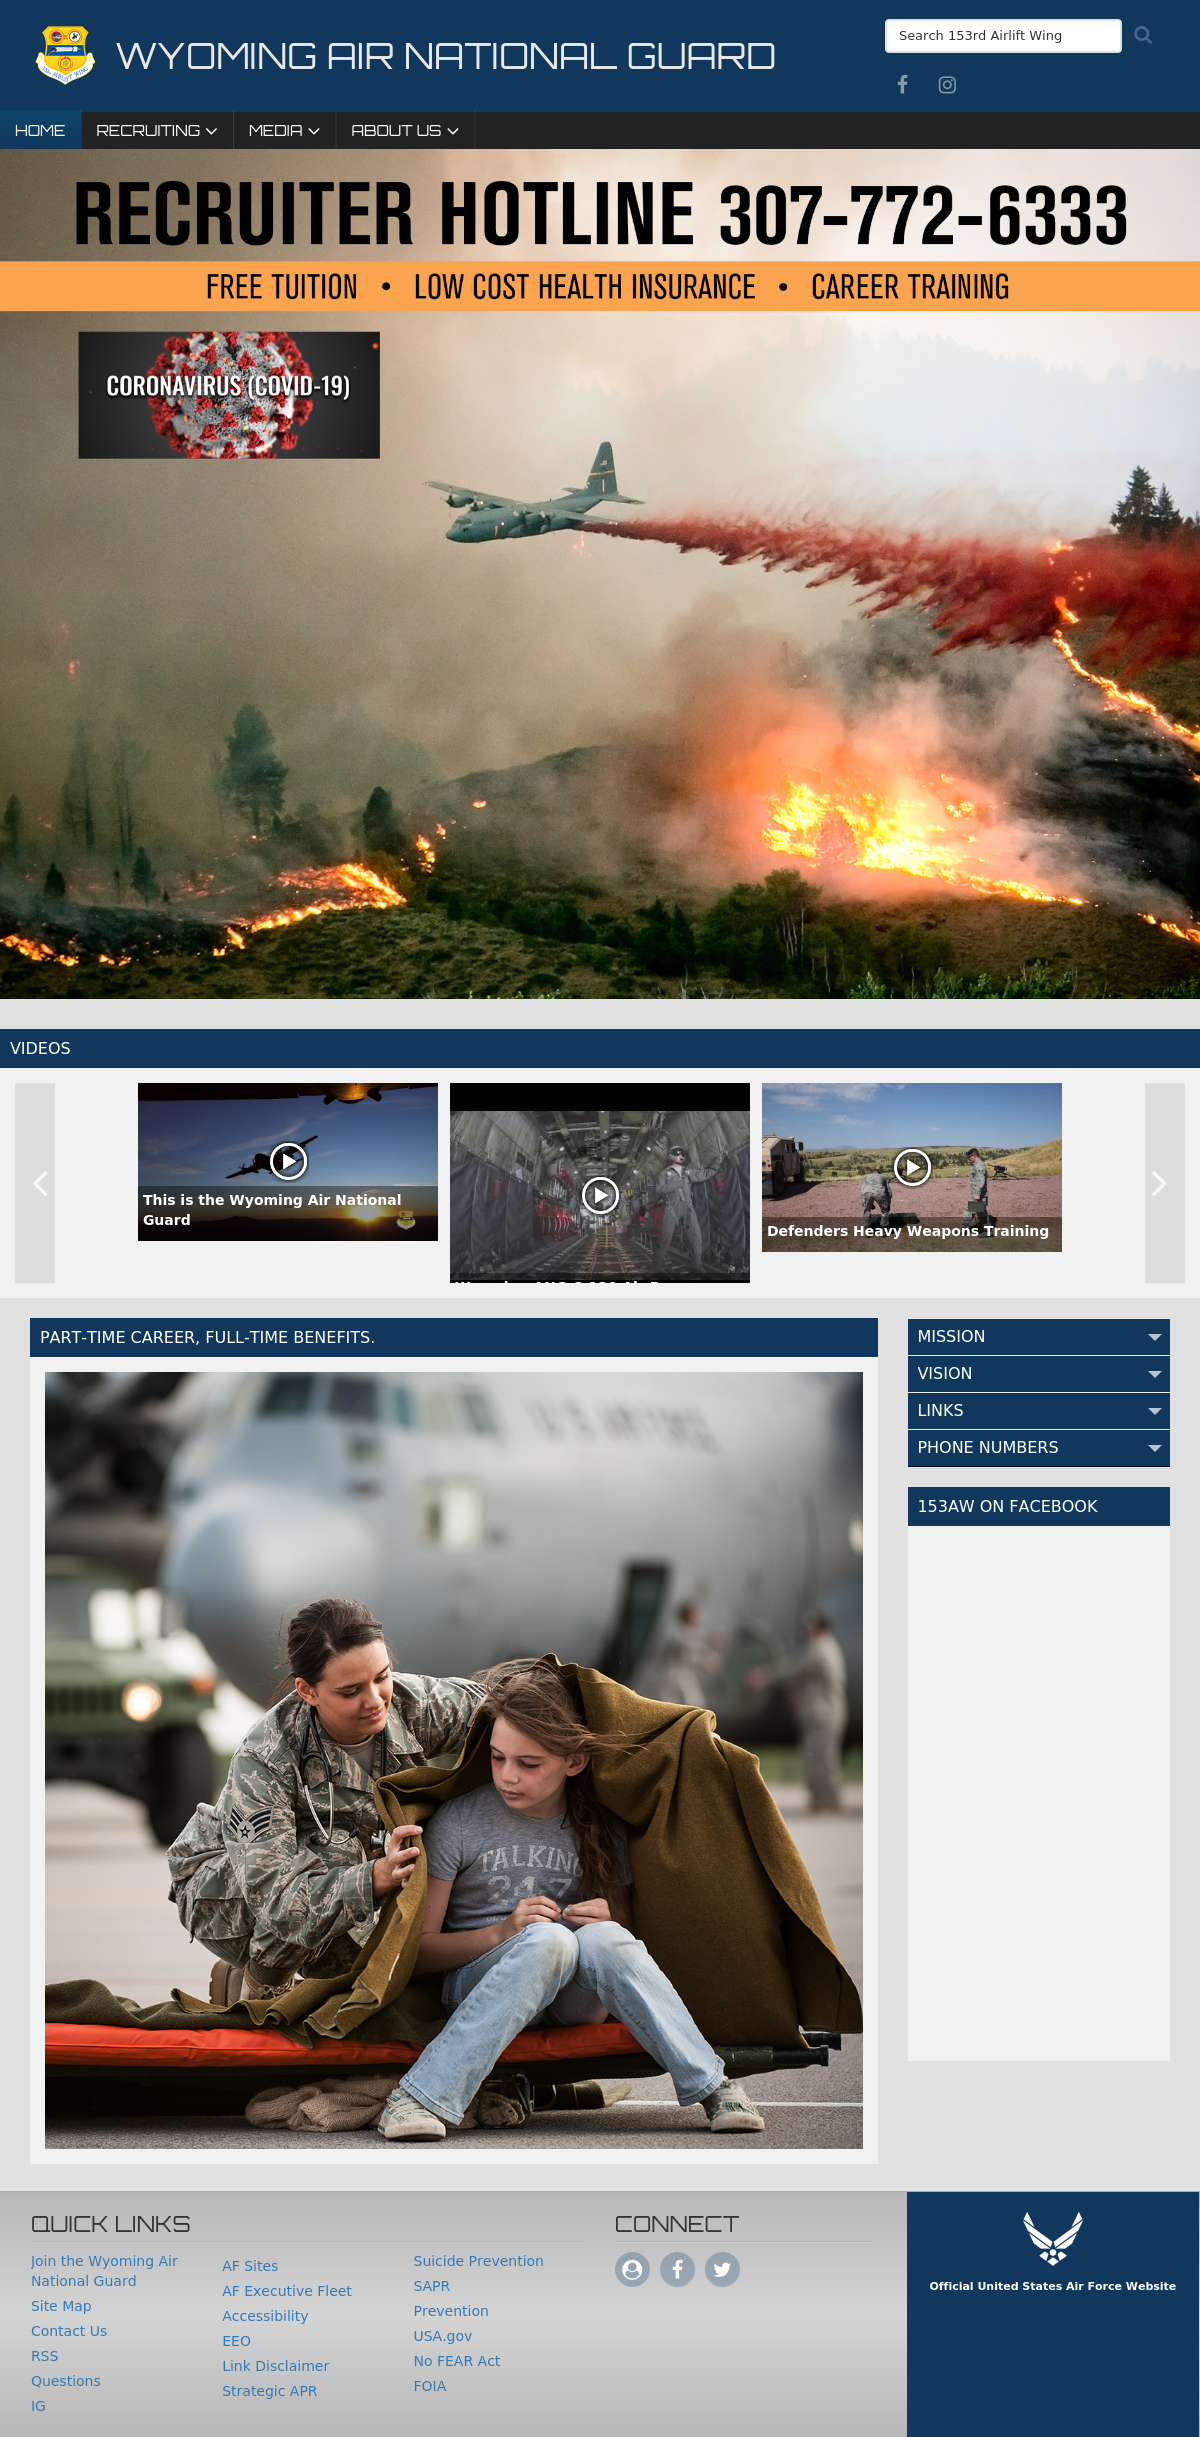 WYOMING AIR NATIONAL GUARD
Search 153rd Airlift Wing
HOME
RECRUITING
MEDIA
ABOUT US
RECRUITER HOTLINE 307-772-6333
FREE TUITION • LOW COST HEALTH INSURANCE • CAREER TRAINING
CORONAVIRUS (COVID-19)
VIDEOS
This is the Wyoming Air National
Guard
Defenders Heavy Weapons Training
PART-TIME CAREER, FULL-TIME BENEFITS.
U.S. AIR FORCE
TALKING
24/7
MISSION
VISION
LINKS
PHONE NUMBERS
153AW ON FACEBOOK
QUICK LINKS
Join the Wyoming Air
National Guard
Site Map
Contact Us
RSS
Questions
IG
AF Sites
AF Executive Fleet
Accessibility
EEO
Link Disclaimer
Strategic APR
Suicide Prevention
SAPR
Prevention
USA.gov
No FEAR Act
FOIA
CONNECT
Official United States Air Force Website